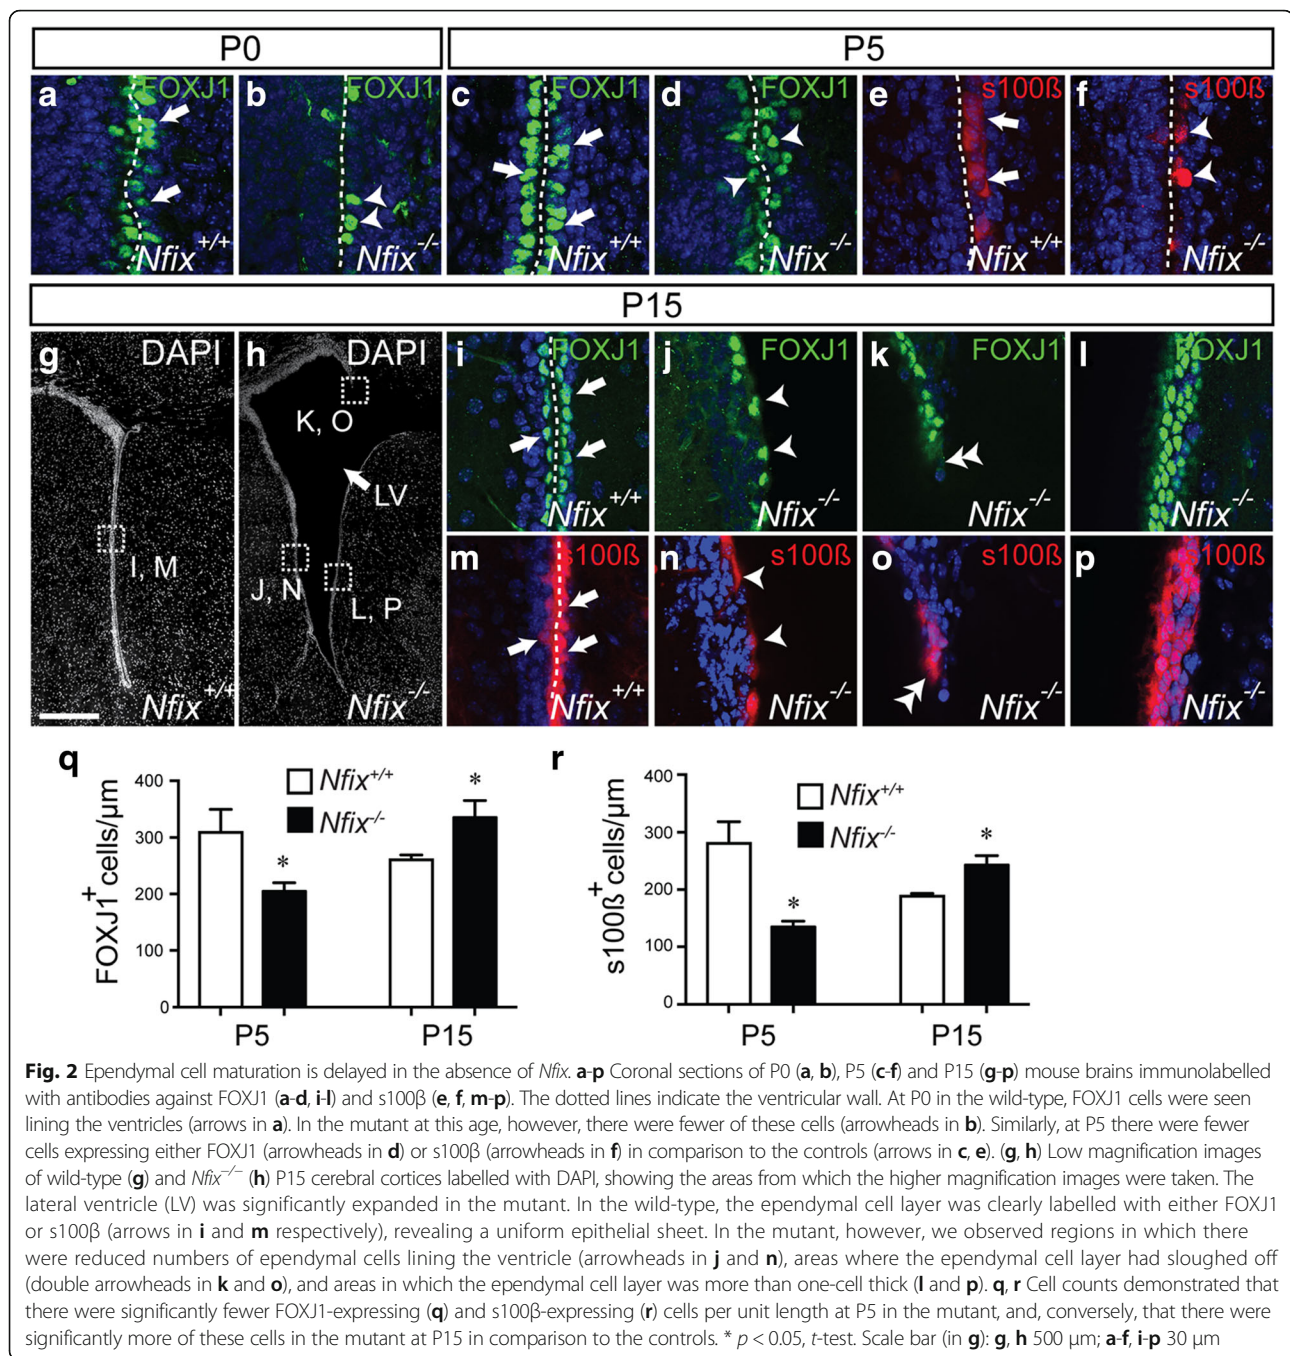 P0 P5
a FOXJ1 Nfix+/+ b FOXJ1 Nfix-/- c FOXJ1 Nfix+/+ d FOXJ1 Nfix-/- e s100ß Nfix+/+ f s100ß Nfix-/-
P15
g DAPI h DAPI i FOXJ1 j FOXJ1 k FOXJ1 l FOXJ1
K, O
LV
I, M
J, N
L, P
Nfix+/+ Nfix-/- Nfix+/+ Nfix-/- Nfix-/- Nfix-/-
m s100ß n s100ß o s100ß p s100ß
Nfix+/+ Nfix-/- Nfix+/+ Nfix-/- Nfix-/- Nfix-/-
q
FOXJ1+ cells/µm
400
300
200
100
0
Nfix+/+
Nfix-/-
*
*
P5 P15
r
s100ß+ cells/µm
400
300
200
100
0
Nfix+/+
Nfix-/-
*
*
P5 P15
Fig. 2 Ependymal cell maturation is delayed in the absence of Nfix. a-p Coronal sections of P0 (a, b), P5 (c-f) and P15 (g-p) mouse brains immunolabelled
with antibodies against FOXJ1 (a-d, i-l) and s100β (e, f, m-p). The dotted lines indicate the ventricular wall. At P0 in the wild-type, FOXJ1 cells were seen
lining the ventricles (arrows in a). In the mutant at this age, however, there were fewer of these cells (arrowheads in b). Similarly, at P5 there were fewer
cells expressing either FOXJ1 (arrowheads in d) or s100β (arrowheads in f) in comparison to the controls (arrows in c, e). (g, h) Low magnification images
of wild-type (g) and Nfix−/− (h) P15 cerebral cortices labelled with DAPI, showing the areas from which the higher magnification images were taken. The
lateral ventricle (LV) was significantly expanded in the mutant. In the wild-type, the ependymal cell layer was clearly labelled with either FOXJ1
or s100β (arrows in i and m respectively), revealing a uniform epithelial sheet. In the mutant, however, we observed regions in which there
were reduced numbers of ependymal cells lining the ventricle (arrowheads in j and n), areas where the ependymal cell layer had sloughed off
(double arrowheads in k and o), and areas in which the ependymal cell layer was more than one-cell thick (l and p). q, r Cell counts demonstrated that
there were significantly fewer FOXJ1-expressing (q) and s100β-expressing (r) cells per unit length at P5 in the mutant, and, conversely, that there were
significantly more of these cells in the mutant at P15 in comparison to the controls. * p < 0.05, t-test. Scale bar (in g): g, h 500 μm; a-f, i-p 30 μm